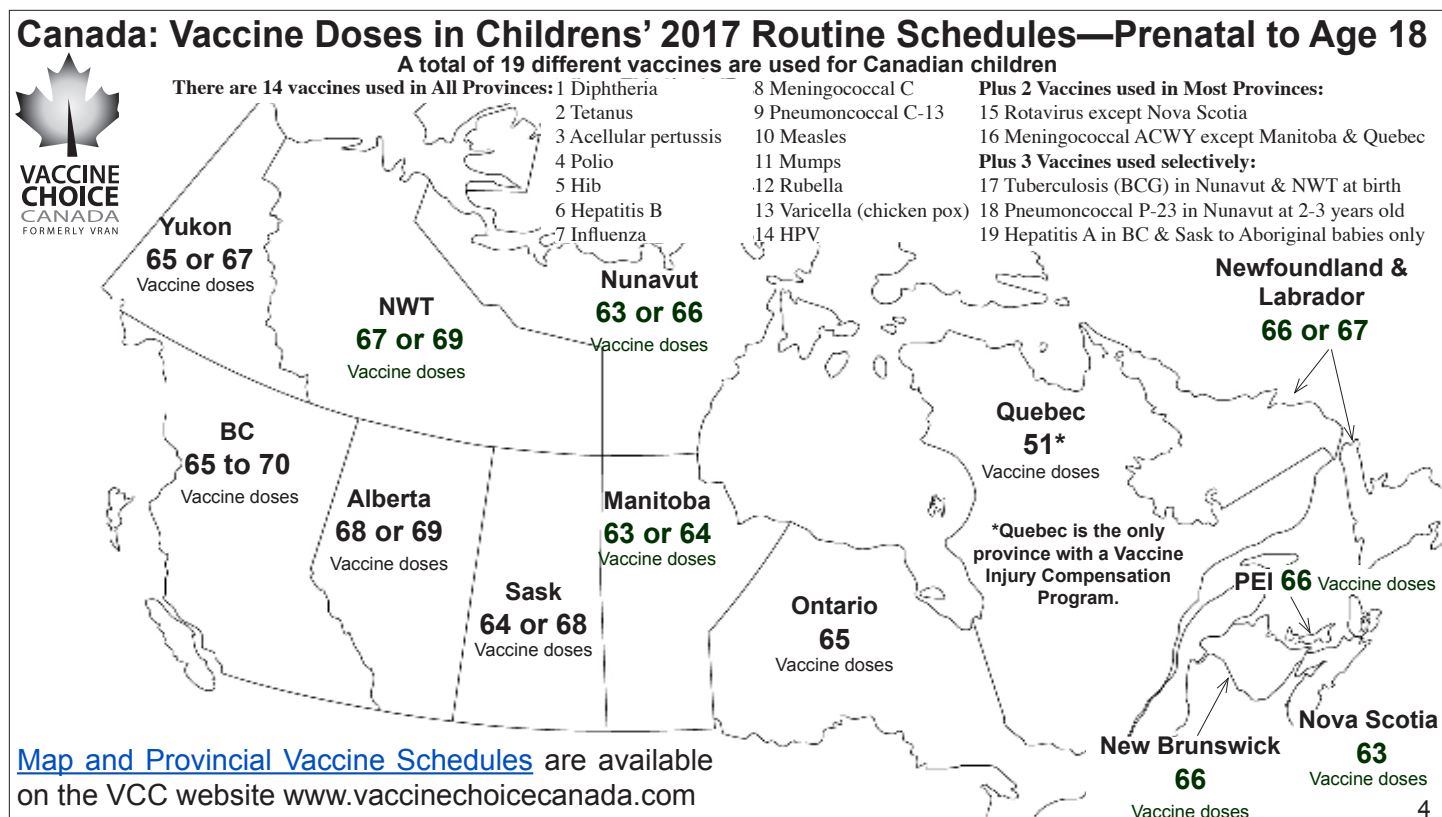 Canada: Vaccine Doses in Childrens’ 2017 Routine Schedules—Prenatal to Age 18
A total of 19 different vaccines are used for Canadian children
There are 14 vaccines used in All Provinces:
1 Diphtheria
2 Tetanus
3 Acellular pertussis
4 Polio
5 Hib
6 Hepatitis B
7 Influenza
8 Meningococcal C
9 Pneumoncoccal C-13
10 Measles
11 Mumps
12 Rubella
13 Varicella (chicken pox)
14 HPV
Plus 2 Vaccines used in Most Provinces:
15 Rotavirus except Nova Scotia
16 Meningococcal ACWY except Manitoba & Quebec
Plus 3 Vaccines used selectively:
17 Tuberculosis (BCG) in Nunavut & NWT at birth
18 Pneumoncoccal P-23 in Nunavut at 2-3 years old
19 Hepatitis A in BC & Sask to Aboriginal babies only
VACCINE
CHOICE
CANADA
FORMERLY VRAN
Yukon
65 or 67
Vaccine doses
NWT
67 or 69
Vaccine doses
Nunavut
63 or 66
Vaccine doses
Newfoundland &
Labrador
66 or 67
BC
65 to 70
Vaccine doses
Alberta
68 or 69
Vaccine doses
Sask
64 or 68
Vaccine doses
Manitoba
63 or 64
Vaccine doses
Ontario
65
Vaccine doses
Quebec
51*
Vaccine doses
*Quebec is the only
province with a Vaccine
Injury Compensation
Program.
PEI 66 Vaccine doses
New Brunswick
66
Vaccine doses
Nova Scotia
63
Vaccine doses
Map and Provincial Vaccine Schedules are available
on the VCC website www.vaccinechoicecanada.com
4